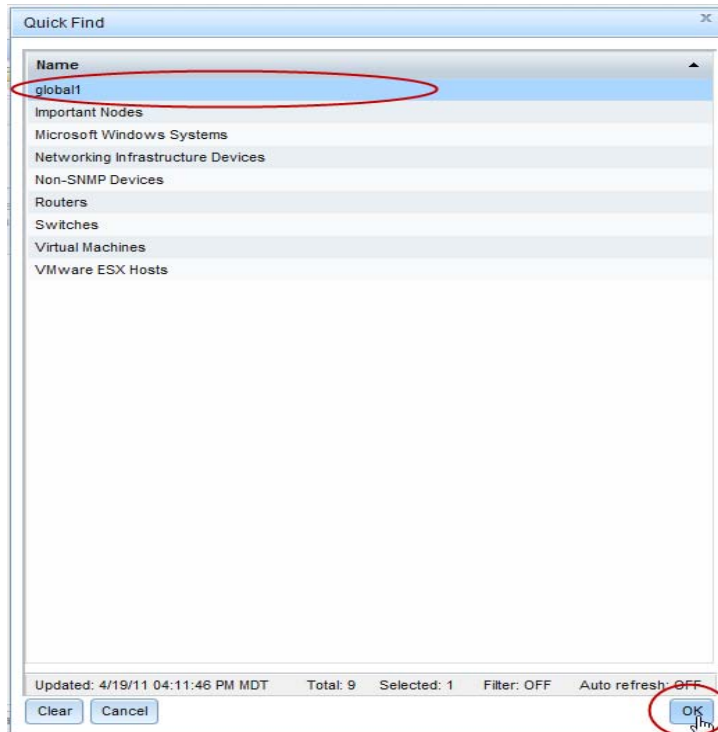 Quick Find
x
Name
global1
Important Nodes
Microsoft Windows Systems
Networking Infrastructure Devices
Non-SNMP Devices
Routers
Switches
Virtual Machines
VMware ESX Hosts
Updated: 4/19/11 04:11:46 PM MDT Total: 9 Selected: 1 Filter: OFF Auto refresh: OFF
Clear Cancel OK